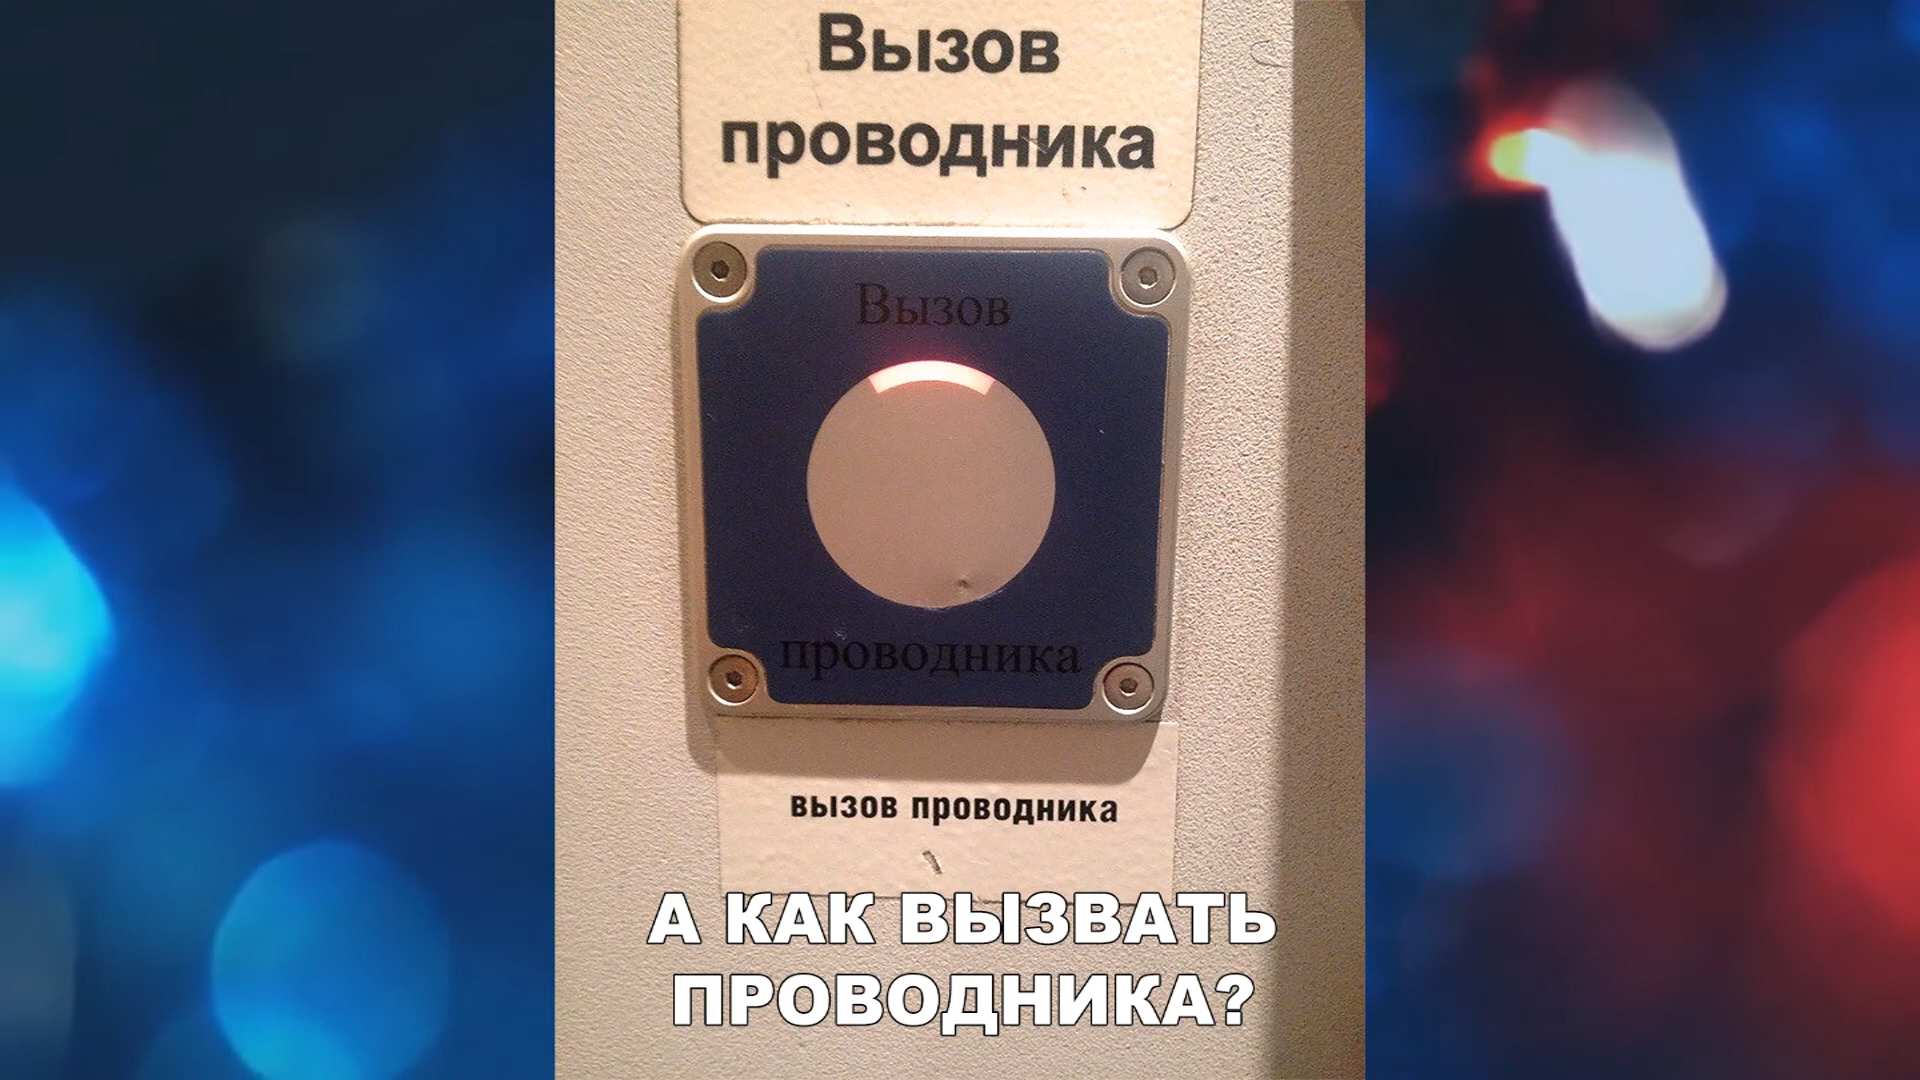 Вызов
проводника
Вызов
проводника
вызов проводника
А КАК ВЫЗВАТЬ
ПРОВОДНИКА?